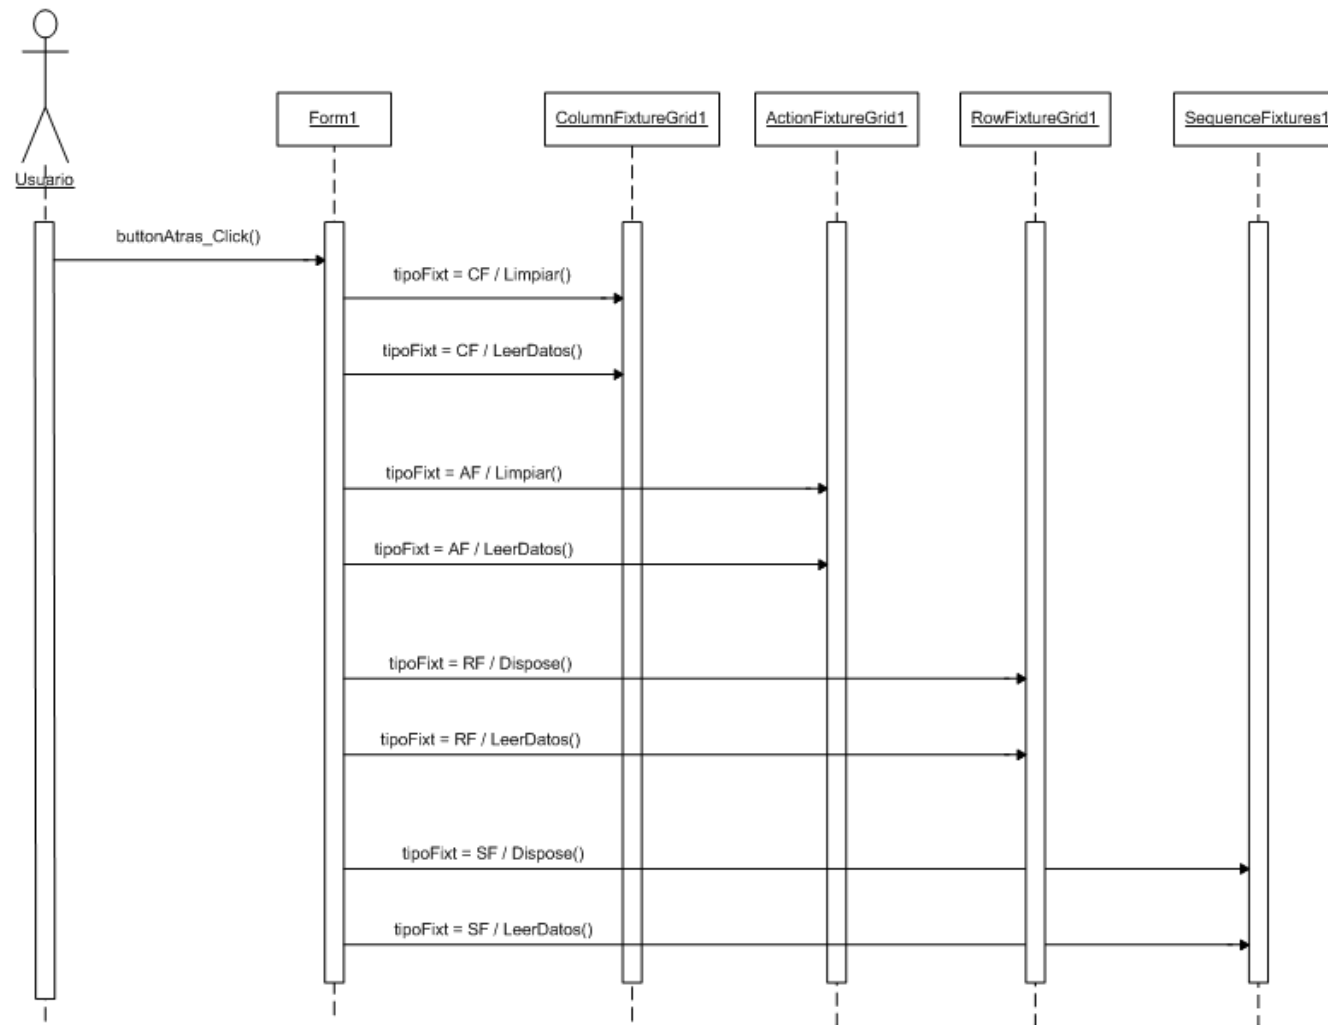 Form1
ColumnFixtureGrid1
ActionFixtureGrid1
RowFixtureGrid1
SequenceFixtures1
Usuario
buttonAtras_Click()
tipoFixt = CF / Limpiar()
tipoFixt = CF / LeerDatos()
tipoFixt = AF / Limpiar()
tipoFixt = AF / LeerDatos()
tipoFixt = RF / Dispose()
tipoFixt = RF / LeerDatos()
tipoFixt = SF / Dispose()
tipoFixt = SF / LeerDatos()